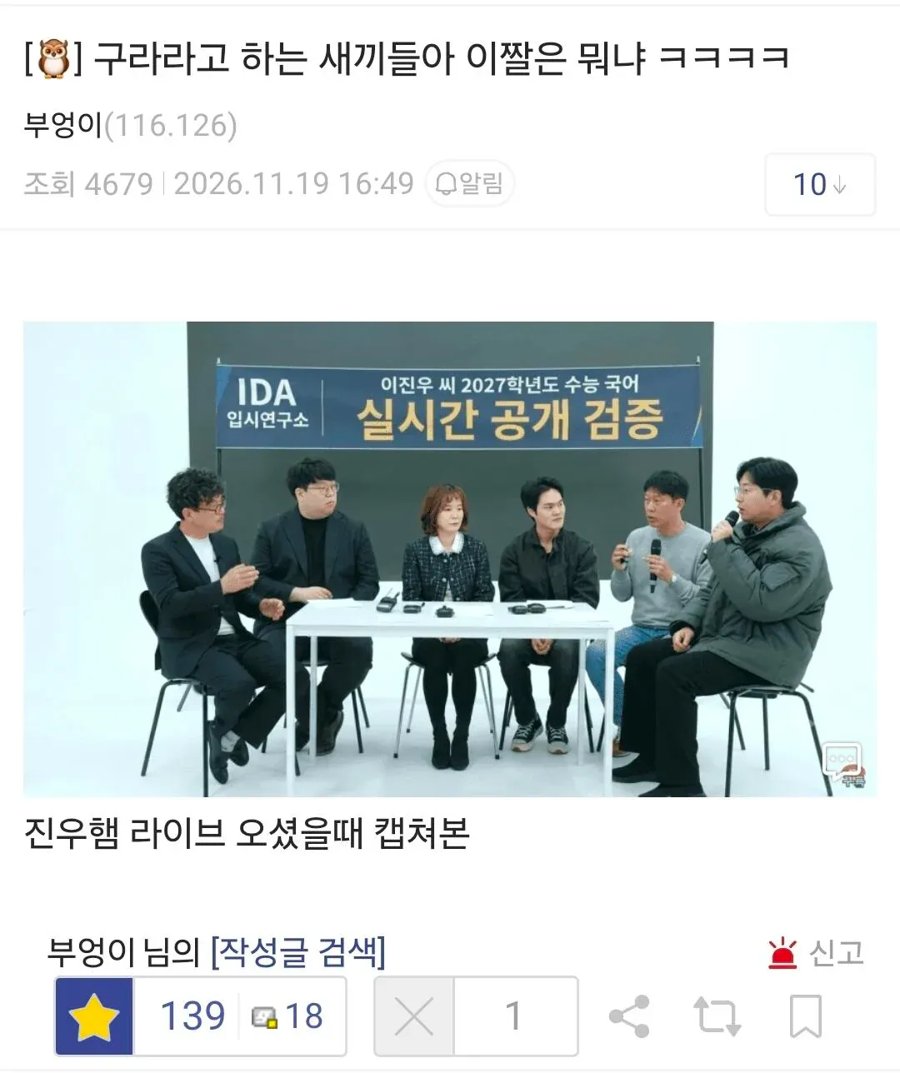 [🦉] 구라라고 하는 새끼들아 이짤은 뭐냐 ㅋㅋㅋㅋ
부엉이(116.126)
조회 4679 2026.11.19 16:49 알림
10↓
IDA
입시연구소
이진우 씨 2027학년도 수능 국어
실시간 공개 검증
구독
진우햄 라이브 오셨을때 캡쳐본
부엉이 님의 [작성글 검색]
신고
139 18 1